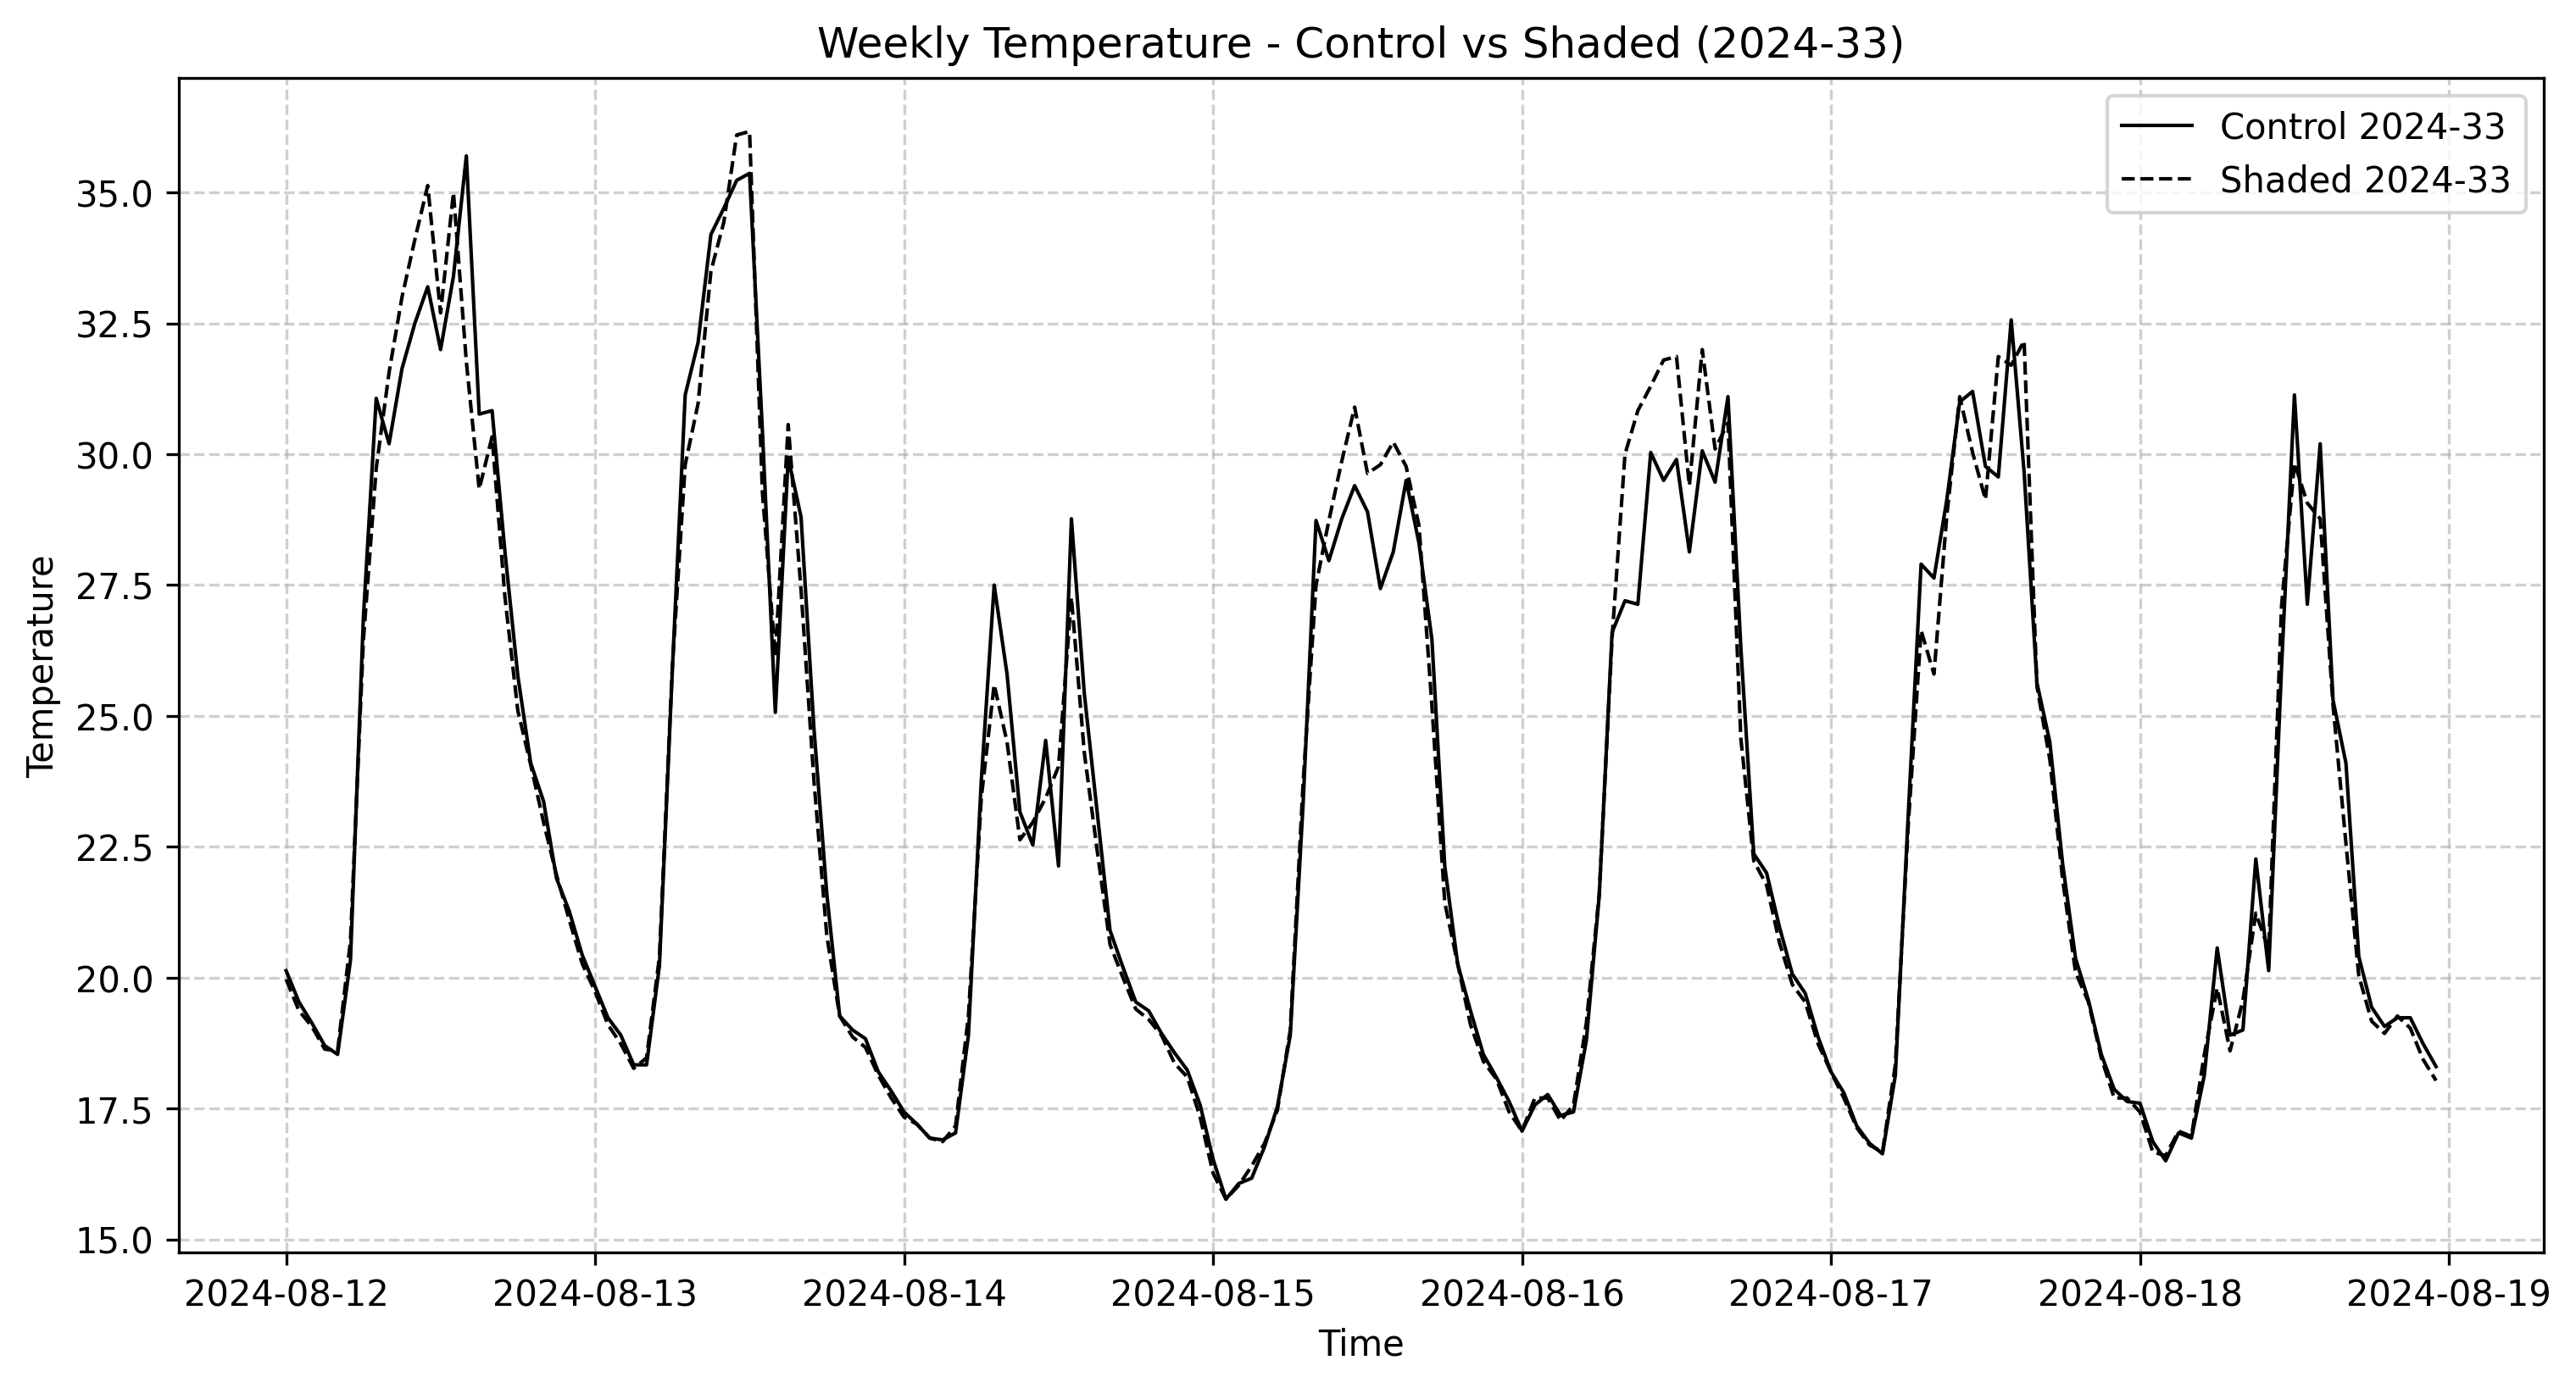 Weekly Temperature - Control vs Shaded (2024-33)
Control 2024-33
Shaded 2024-33
Temperature
35.0
32.5
30.0
27.5
25.0
22.5
20.0
17.5
15.0
2024-08-12 2024-08-13 2024-08-14 2024-08-15 2024-08-16 2024-08-17 2024-08-18 2024-08-19
Time